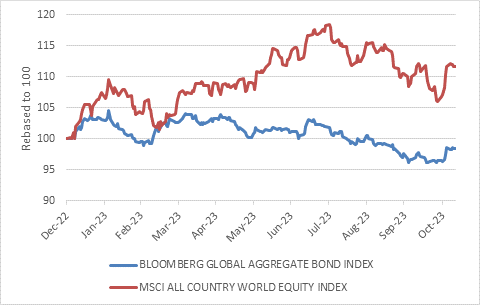 120
115
110
105
100
95
90
Rebased to 100
Dec-22
Jan-23
Feb-23
Mar-23
Apr-23
May-23
Jun-23
Jul-23
Aug-23
Sep-23
Oct-23
BLOOMBERG GLOBAL AGGREGATE BOND INDEX
MSCI ALL COUNTRY WORLD EQUITY INDEX